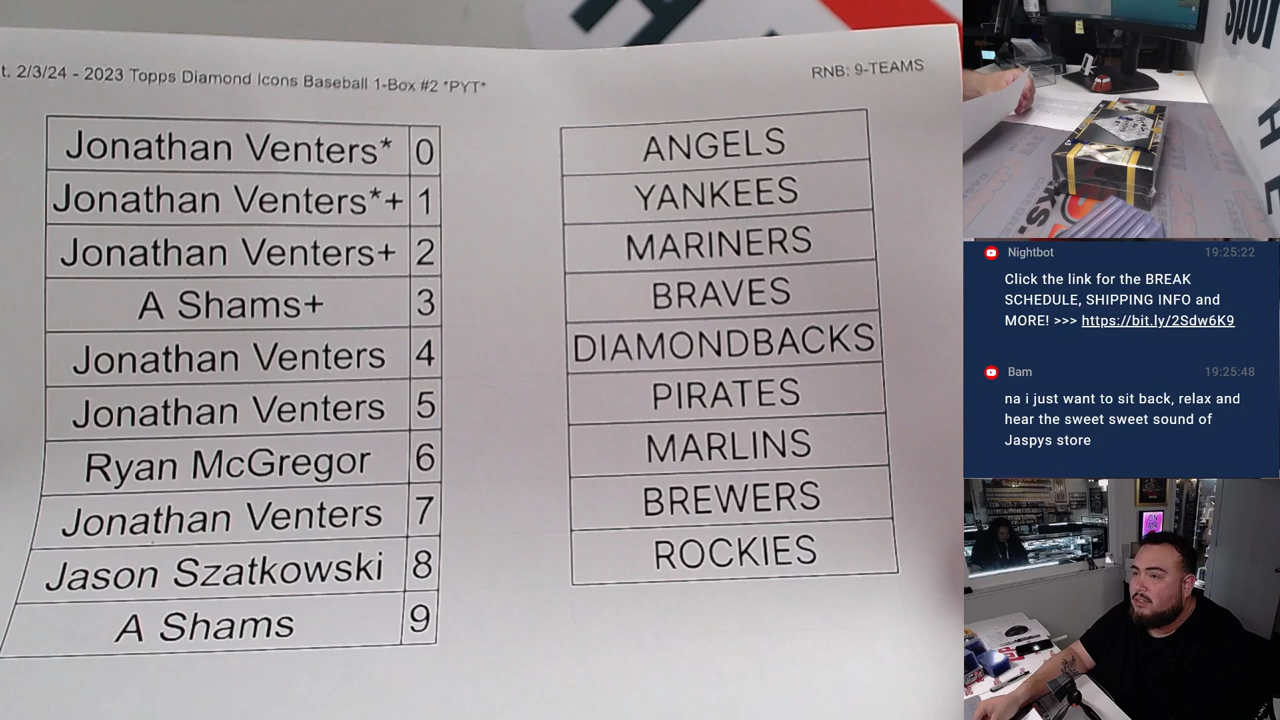 t. 2/3/24 - 2023 Topps Diamond Icons Baseball 1-Box #2 *PYT*
RNB: 9-TEAMS
Jonathan Venters* 0
Jonathan Venters*+ 1
Jonathan Venters+ 2
A Shams+ 3
Jonathan Venters 4
Jonathan Venters 5
Ryan McGregor 6
Jonathan Venters 7
Jason Szatkowski 8
A Shams 9
ANGELS
YANKEES
MARINERS
BRAVES
DIAMONDBACKS
PIRATES
MARLINS
BREWERS
ROCKIES
Nightbot 19:25:22
Click the link for the BREAK
SCHEDULE, SHIPPING INFO and
MORE! >>> https://bit.ly/2Sdw6K9
Bam 19:25:48
na i just want to sit back, relax and
hear the sweet sweet sound of
Jaspys store
ON
AIR